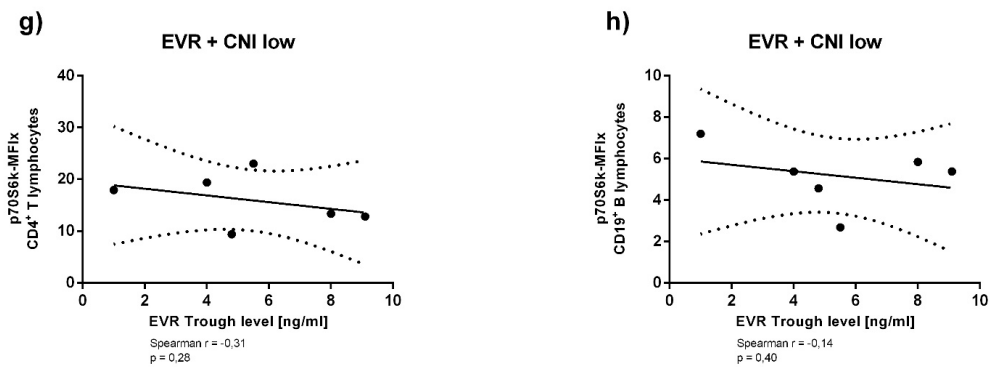 g)
EVR + CNI low
p70S6k-MFIx
CD4⁺ T lymphocytes
40
30
20
10
0
0 2 4 6 8 10
EVR Trough level [ng/ml]
Spearman r = -0,31
p = 0,28
h)
EVR + CNI low
p70S6k-MFIx
CD19⁺ B lymphocytes
10
8
6
4
2
0
0 2 4 6 8 10
EVR Trough level [ng/ml]
Spearman r = -0,14
p = 0,40